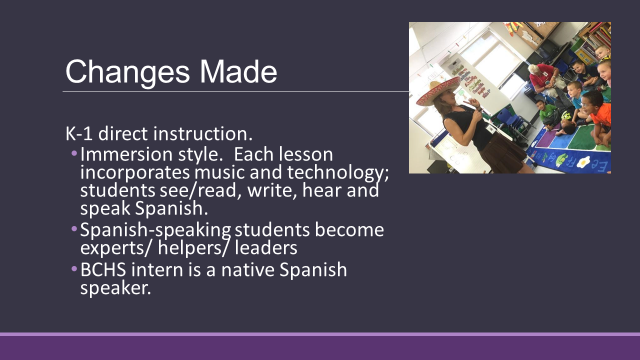 Changes Made
K-1 direct instruction.
•Immersion style.  Each lesson
incorporates music and technology;
students see/read, write, hear and
speak Spanish.
•Spanish-speaking students become
experts/ helpers/ leaders
•BCHS intern is a native Spanish
speaker.